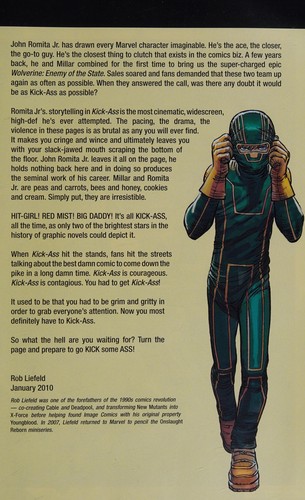 John Romita Jr. has drawn every Marvel character imaginable. He's the ace, the closer,
the go-to guy. He's the closest thing to clutch that exists in the comics biz. A few years
back, he and Millar combined for the first time to bring us the super-charged epic
Wolverine: Enemy of the State. Sales soared and fans demanded that these two team
up again as often as possible. When they answered the call, was there any doubt it would
be as Kick-Ass as possible?
Romita Jr's. storytelling in Kick-Ass is the most cinematic, widescreen,
high-def he's ever attempted. The pacing, the drama, the
violence in these pages is as brutal as any you will ever find.
It makes you cringe and wince and ultimately leaves you
with your slack-jawed mouth scraping the bottom of
the floor. John Romita Jr. leaves it all on the page, he
holds nothing back here and in doing so produces
the seminal work of his career. Millar and Romita
Jr. are peas and carrots, bees and honey, cookies
and cream. Simply put, they are irresistible.
HIT-GIRL! RED MIST! BIG DADDY! It's all KICK-ASS,
all the time, as only two of the brightest stars in the
history of graphic novels could depict it.
When Kick-Ass hit the stands, fans hit the streets
talking about the best damn comic to come down the
pike in a long damn time. Kick-Ass is courageous.
Kick-Ass is contagious. You had to get Kick-Ass!
It used to be that you had to be grim and gritty in
order to grab everyone's attention. Now you most
definitely have to Kick-Ass.
So what the hell are you waiting for? Turn the
page and prepare to go KICK some ASS!
Rob Liefeld
January 2010
Rob Liefeld was one of the forefathers of the 1990s comics revolution
— co-creating Cable and Deadpool, and transforming New Mutants into
X-Force before helping found Image Comics with his original property
Youngblood. In 2007, Liefeld returned to Marvel to pencil the Onslaught
Reborn miniseries.